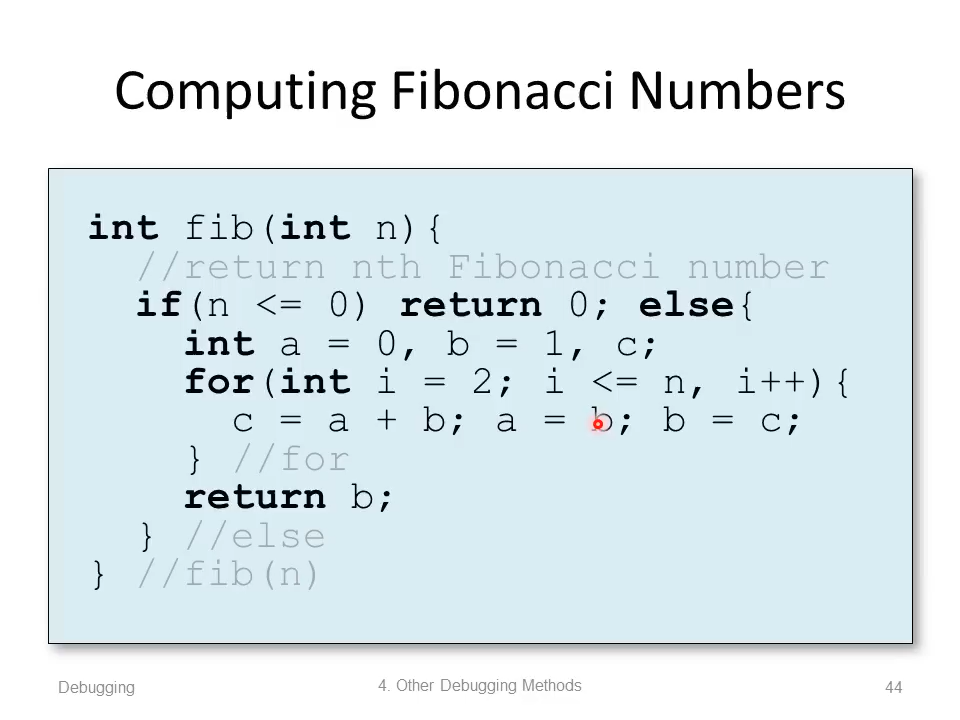 Computing Fibonacci Numbers
int fib(int n){
//return nth Fibonacci number
if(n <= 0) return 0; else{
int a = 0, b = 1, c;
for(int i = 2; i <= n, i++){
c = a + b; a = b; b = c;
} //for
return b;
} //else
} //fib(n)
Debugging
4. Other Debugging Methods
44